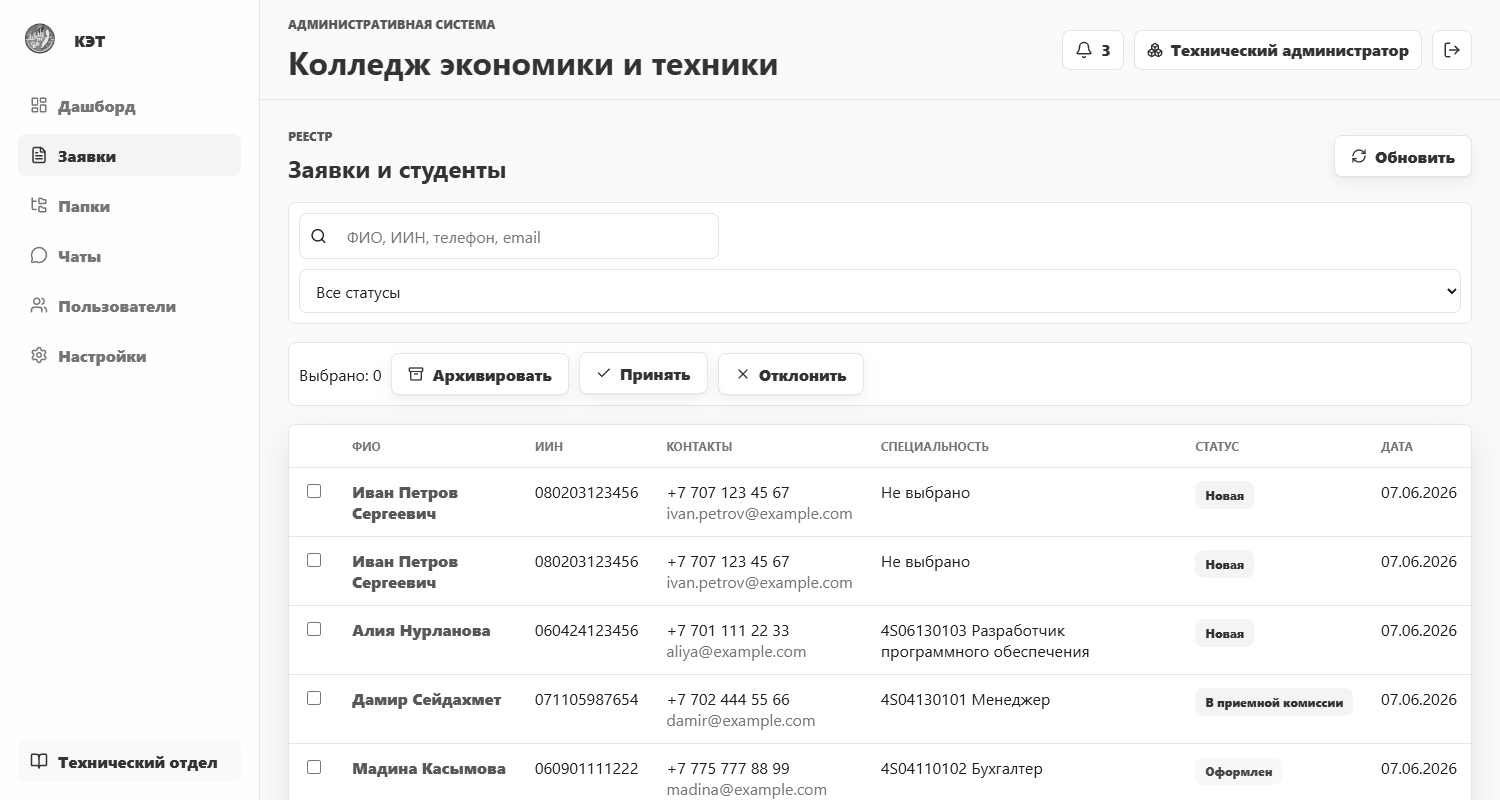 КЭТ
Дашборд
Заявки
Папки
Чаты
Пользователи
Настройки
Технический отдел
АДМИНИСТРАТИВНАЯ СИСТЕМА
Колледж экономики и техники
3
Технический администратор
РЕЕСТР
Заявки и студенты
Обновить
ФИО, ИИН, телефон, email
Все статусы
Выбрано: 0 Архивировать Принять Отклонить
ФИО ИИН КОНТАКТЫ СПЕЦИАЛЬНОСТЬ СТАТУС ДАТА
Иван Петров 080203123456 +7 707 123 45 67 Не выбрано Новая 07.06.2026
Сергеевич ivan.petrov@example.com
Иван Петров 080203123456 +7 707 123 45 67 Не выбрано Новая 07.06.2026
Сергеевич ivan.petrov@example.com
Алия Нурланова 060424123456 +7 701 111 22 33 4S06130103 Разработчик Новая 07.06.2026
aliya@example.com программного обеспечения
Дамир Сейдахмет 071105987654 +7 702 444 55 66 4S04130101 Менеджер В приемной комиссии 07.06.2026
damir@example.com
Мадина Касымова 060901111222 +7 775 777 88 99 4S04110102 Бухгалтер Оформлен 07.06.2026
madina@example.com